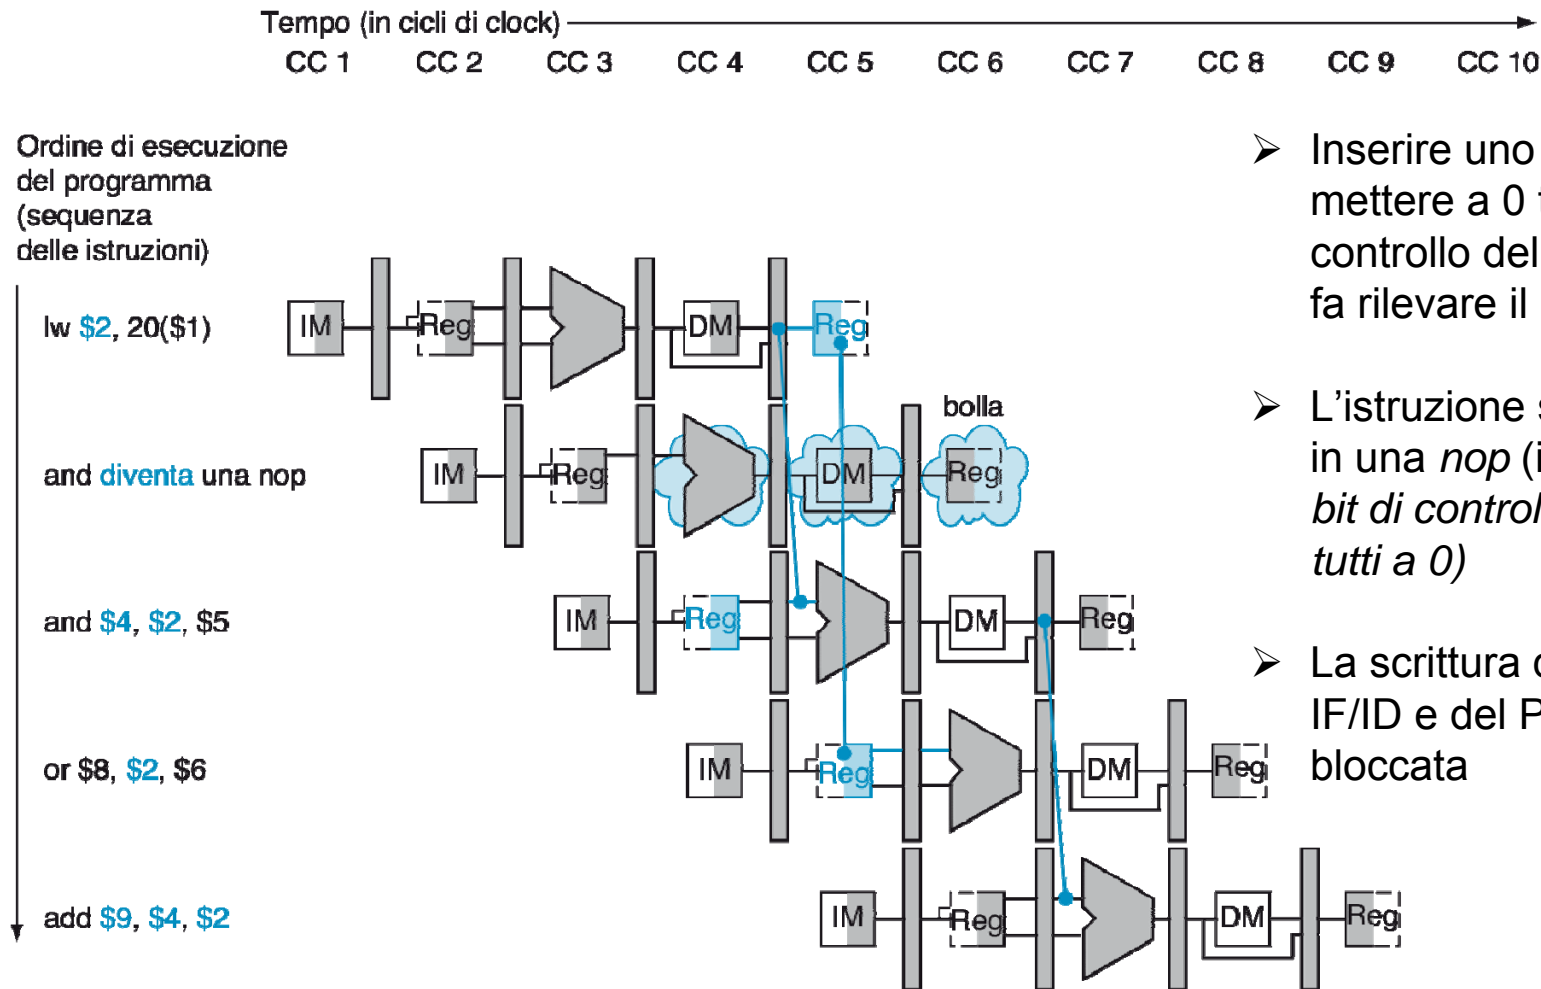 Tempo (in cicli di clock)
CC 1 CC 2 CC 3 CC 4 CC 5 CC 6 CC 7 CC 8 CC 9 CC 10
Ordine di esecuzione
del programma
(sequenza
delle istruzioni)
lw $2, 20($1)
IM Reg DM Reg
bolla
and diventa una nop
IM Reg DM Reg
and $4, $2, $5
IM Reg DM Reg
or $8, $2, $6
IM Reg DM Reg
add $9, $4, $2
IM Reg DM Reg
➢ Inserire uno
mettere a 0
controllo del
fa rilevare il
➢ L’istruzione
in una nop
bit di
tutti a 0)
➢ La scrittura
IF/ID e del
bloccata